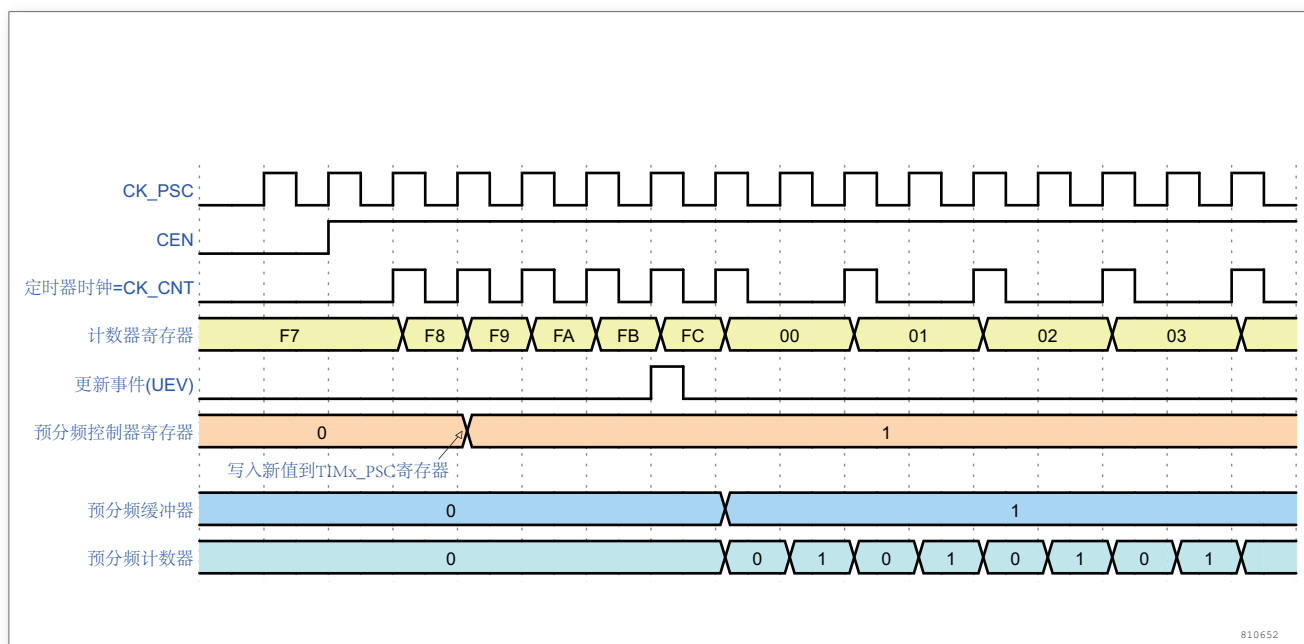 CK_PSC
CEN
定时器时钟=CK_CNT
计数器寄存器 F7 F8 F9 FA FB FC 00 01 02 03
更新事件(UEV)
预分频控制器寄存器 0 1
写入新值到TIMx_PSC寄存器
预分频缓冲器 0 1
预分频计数器 0 0 1 0 1 0 1 0 1
810652